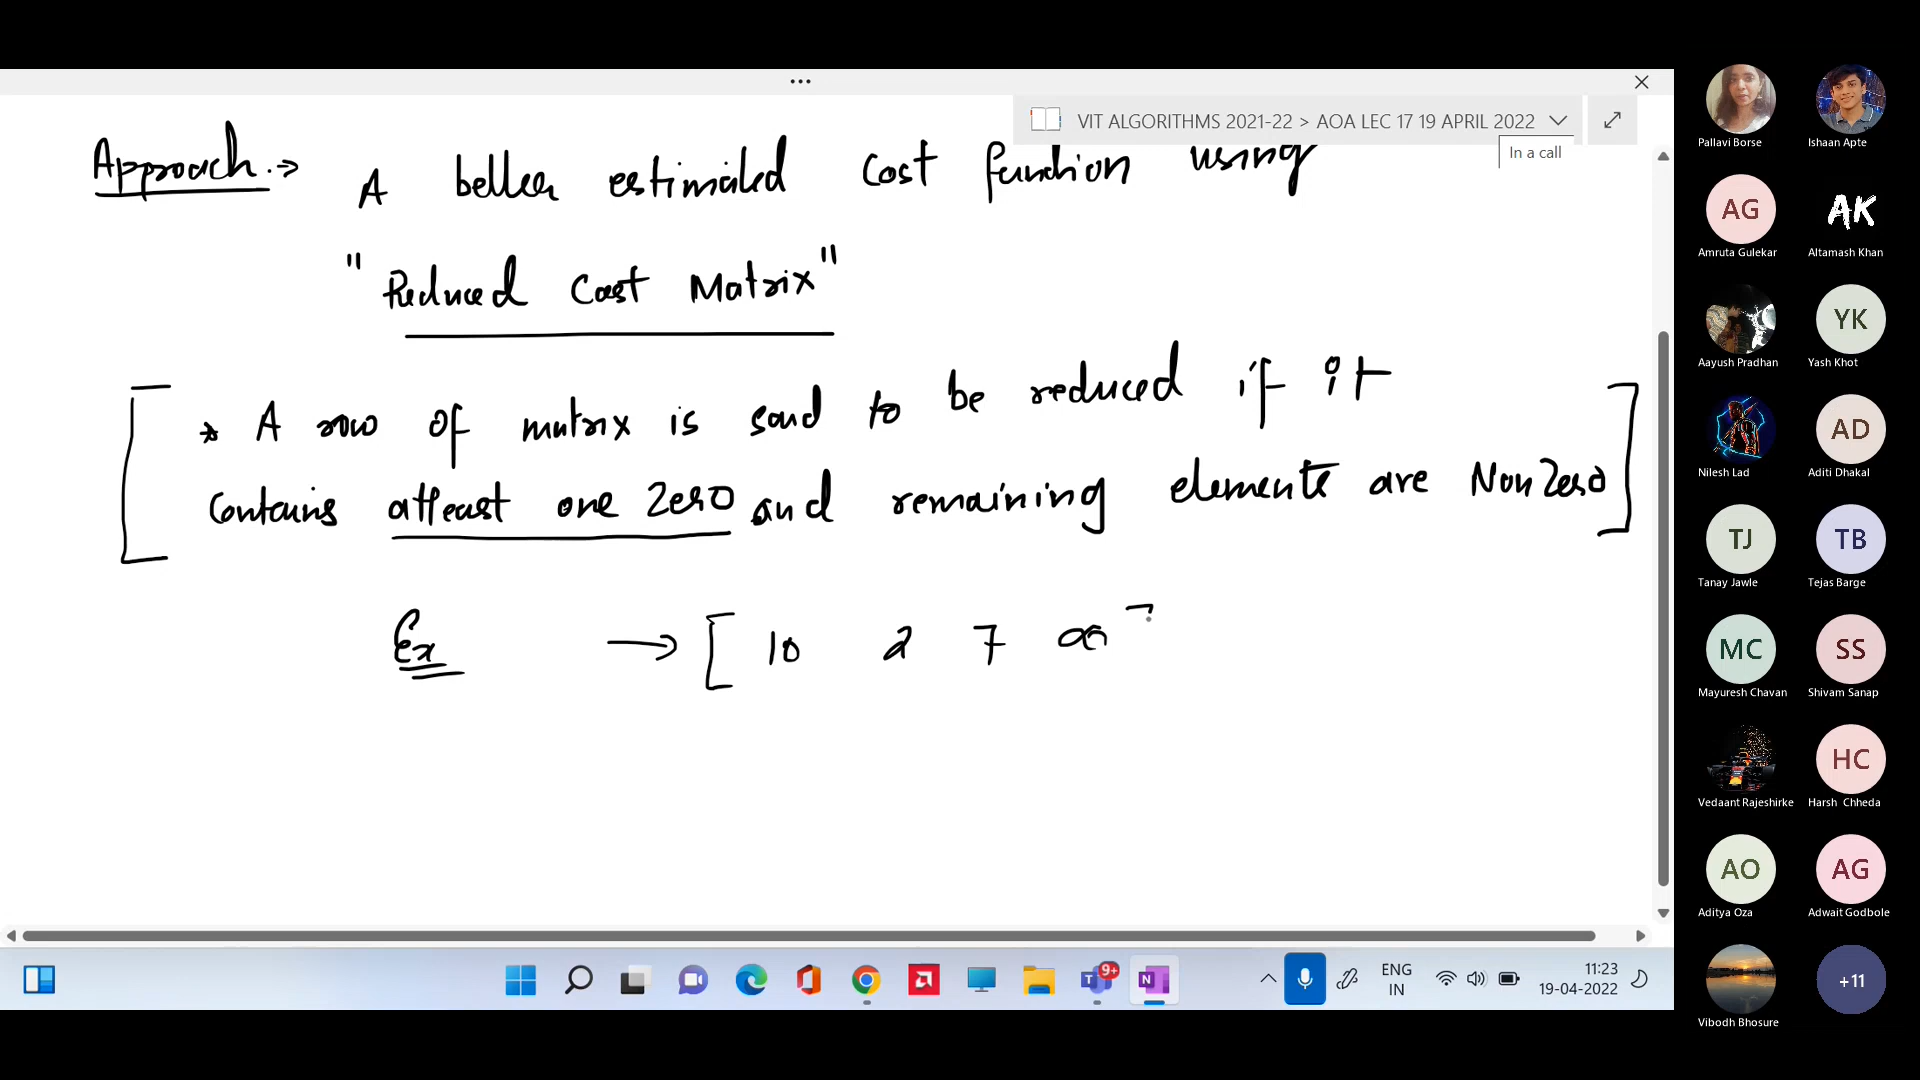 VIT ALGORITHMS 2021-22 > AOA LEC 17 19 APRIL 2022
In a call
Approach :→ A better estimated cost function using
"Reduced Cost Matrix"
* A row of matrix is said to be reduced if it
contains atleast one Zero and remaining elements are Non Zero
Ex → [ 10 2 7 ∞
Pallavi Borse
Ishaan Apte
AG
AK
Amruta Gulekar
Altamash Khan
YK
Aayush Pradhan
Yash Khot
AD
Nilesh Lad
Aditi Dhakal
TJ
TB
Tanay Jawle
Tejas Barge
MC
SS
Mayuresh Chavan
Shivam Sanap
HC
Vedaant Rajeshirke
Harsh Chheda
AO
AG
Aditya Oza
Adwait Godbole
+11
Vibodh Bhosure
9+
ENG
IN
11:23
19-04-2022